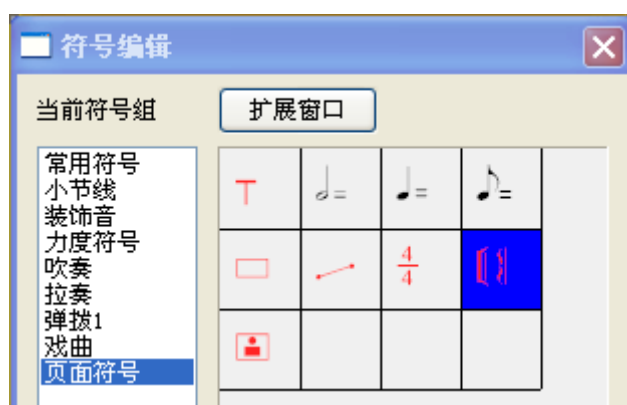 符号编辑
当前符号组 扩展窗口
常用符号
小节线
装饰音
力度符号
吹奏
拉奏
弹拨1
戏曲
页面符号
T = = =
4
4